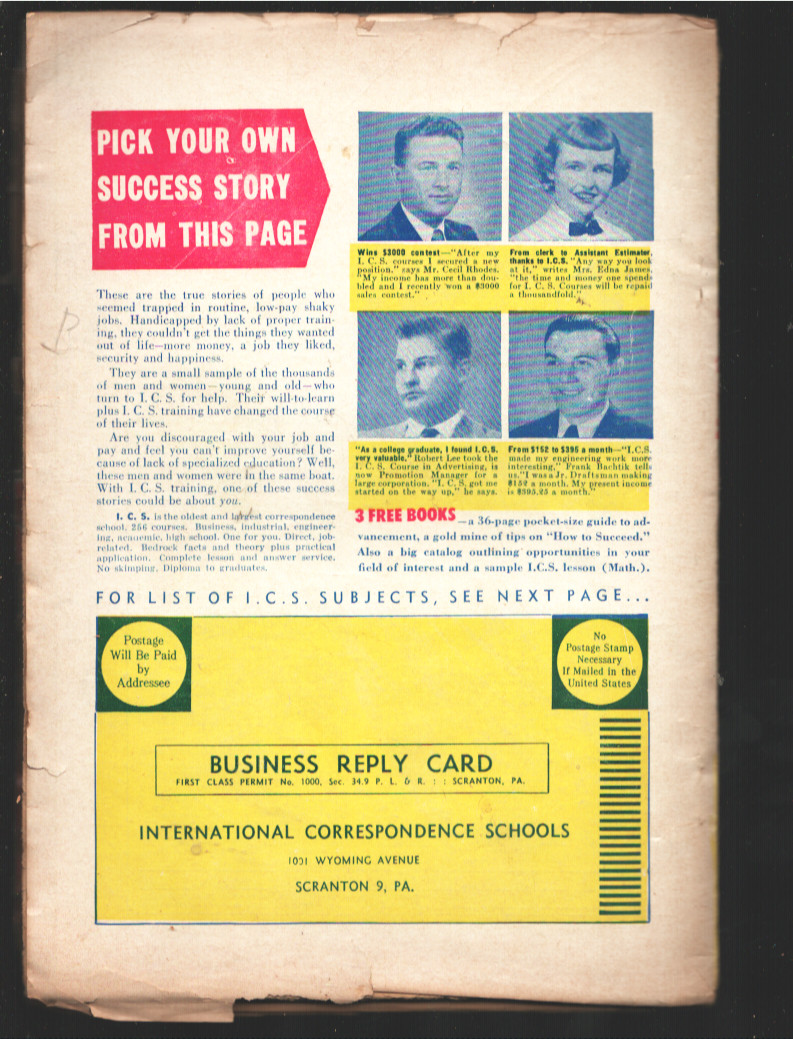 PICK YOUR OWN
SUCCESS STORY
FROM THIS PAGE
These are the true stories of people who
seemed trapped in routine, low-pay shaky
jobs. Handicapped by lack of proper train-
ing, they couldn't get the things they wanted
out of life—more money, a job they liked,
security and happiness.
They are a small sample of the thousands
of men and women—young and old—who
turn to I. C. S. for help. Their will-to-learn
plus I. C. S. training have changed the course
of their lives.
Are you discouraged with your job and
pay and feel you can't improve yourself be-
cause of lack of specialized education? Well,
these men and women were in the same boat.
With I. C. S. training, one of these success
stories could be about you.
I. C. S. is the oldest and largest correspondence
school. 256 courses. Business, industrial, engineer-
ing, academic, high school. One for you. Direct, job-
related. Bedrock facts and theory plus practical
application. Complete lesson and answer service.
No skimping. Diploma to graduates.
Wins $3000 contest—"After my
I. C. S. courses I secured a new
position," says Mr. Cecil Rhodes.
"My income has more than dou-
bled and I recently won a $3000
sales contest."
From clerk to Assistant Estimater,
thanks to I.C.S. "Any way you look
at it," writes Mrs. Edna James,
"the time and money one spends
for I. C. S. Courses will be repaid
a thousandfold."
"As a college graduate, I found I.C.S.
very valuable." Robert Lee took the
I. C. S. Course in Advertising, is
now Promotion Manager for a
large corporation. "I. C. S. got me
started on the way up," he says.
From $152 to $395 a month—"I.C.S.
made my engineering work more
interesting," Frank Bachtik tells
us. "I was a Jr. Draftsman making
$152 a month. My present income
is $395.25 a month."
3 FREE BOOKS—a 36-page pocket-size guide to ad-
vancement, a gold mine of tips on "How to Succeed."
Also a big catalog outlining opportunities in your
field of interest and a sample I.C.S. lesson (Math.).
FOR LIST OF I.C.S. SUBJECTS, SEE NEXT PAGE...
Postage
Will Be Paid
by
Addressee
No
Postage Stamp
Necessary
If Mailed in the
United States
BUSINESS REPLY CARD
FIRST CLASS PERMIT No. 1000, Sec. 34.9 P. L. & R. : : SCRANTON, PA.
INTERNATIONAL CORRESPONDENCE SCHOOLS
1001 WYOMING AVENUE
SCRANTON 9, PA.